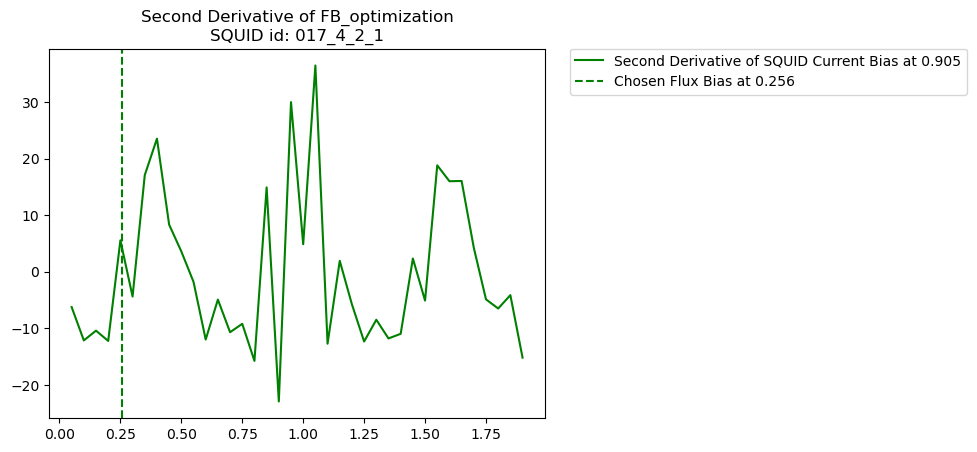 Second Derivative of FB_optimization
SQUID id: 017_4_2_1
Second Derivative of SQUID Current Bias at 0.905
Chosen Flux Bias at 0.256
30
20
10
0
−10
−20
0.00 0.25 0.50 0.75 1.00 1.25 1.50 1.75